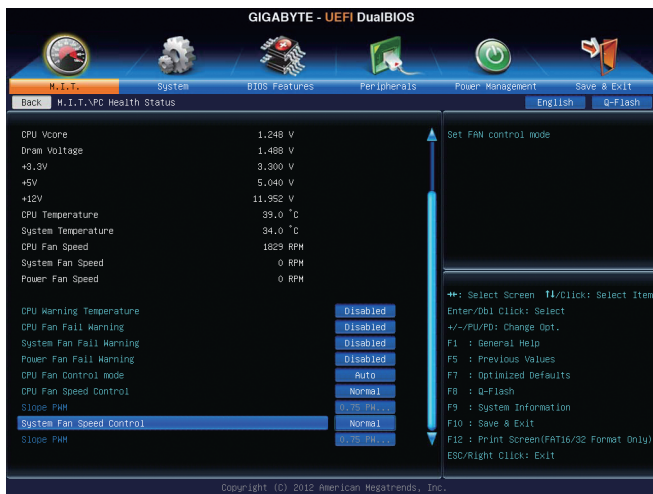 GIGABYTE - UEFI DualBIOS
M.I.T. System BIOS Features Peripherals Power Management Save & Exit
Back M.I.T.\PC Health Status English Q-Flash
CPU Vcore 1.248 V
Dram Voltage 1.488 V
+3.3V 3.300 V
+5V 5.040 V
+12V 11.952 V
CPU Temperature 39.0 °C
System Temperature 34.0 °C
CPU Fan Speed 1829 RPM
System Fan Speed 0 RPM
Power Fan Speed 0 RPM
CPU Warning Temperature Disabled
CPU Fan Fail Warning Disabled
System Fan Fail Warning Disabled
Power Fan Fail Warning Disabled
CPU Fan Control mode Auto
CPU Fan Speed Control Normal
Slope PWM 0.75 PW...
System Fan Speed Control Normal
Slope PWM 0.75 PW...
Set FAN control mode
→←: Select Screen ↑↓/Click: Select Item
Enter/Dbl Click: Select
+/-/PU/PD: Change Opt.
F1 : General Help
F5 : Previous Values
F7 : Optimized Defaults
F8 : Q-Flash
F9 : System Information
F10 : Save & Exit
F12 : Print Screen(FAT16/32 Format Only)
ESC/Right Click: Exit
Copyright (C) 2012 American Megatrends, Inc.